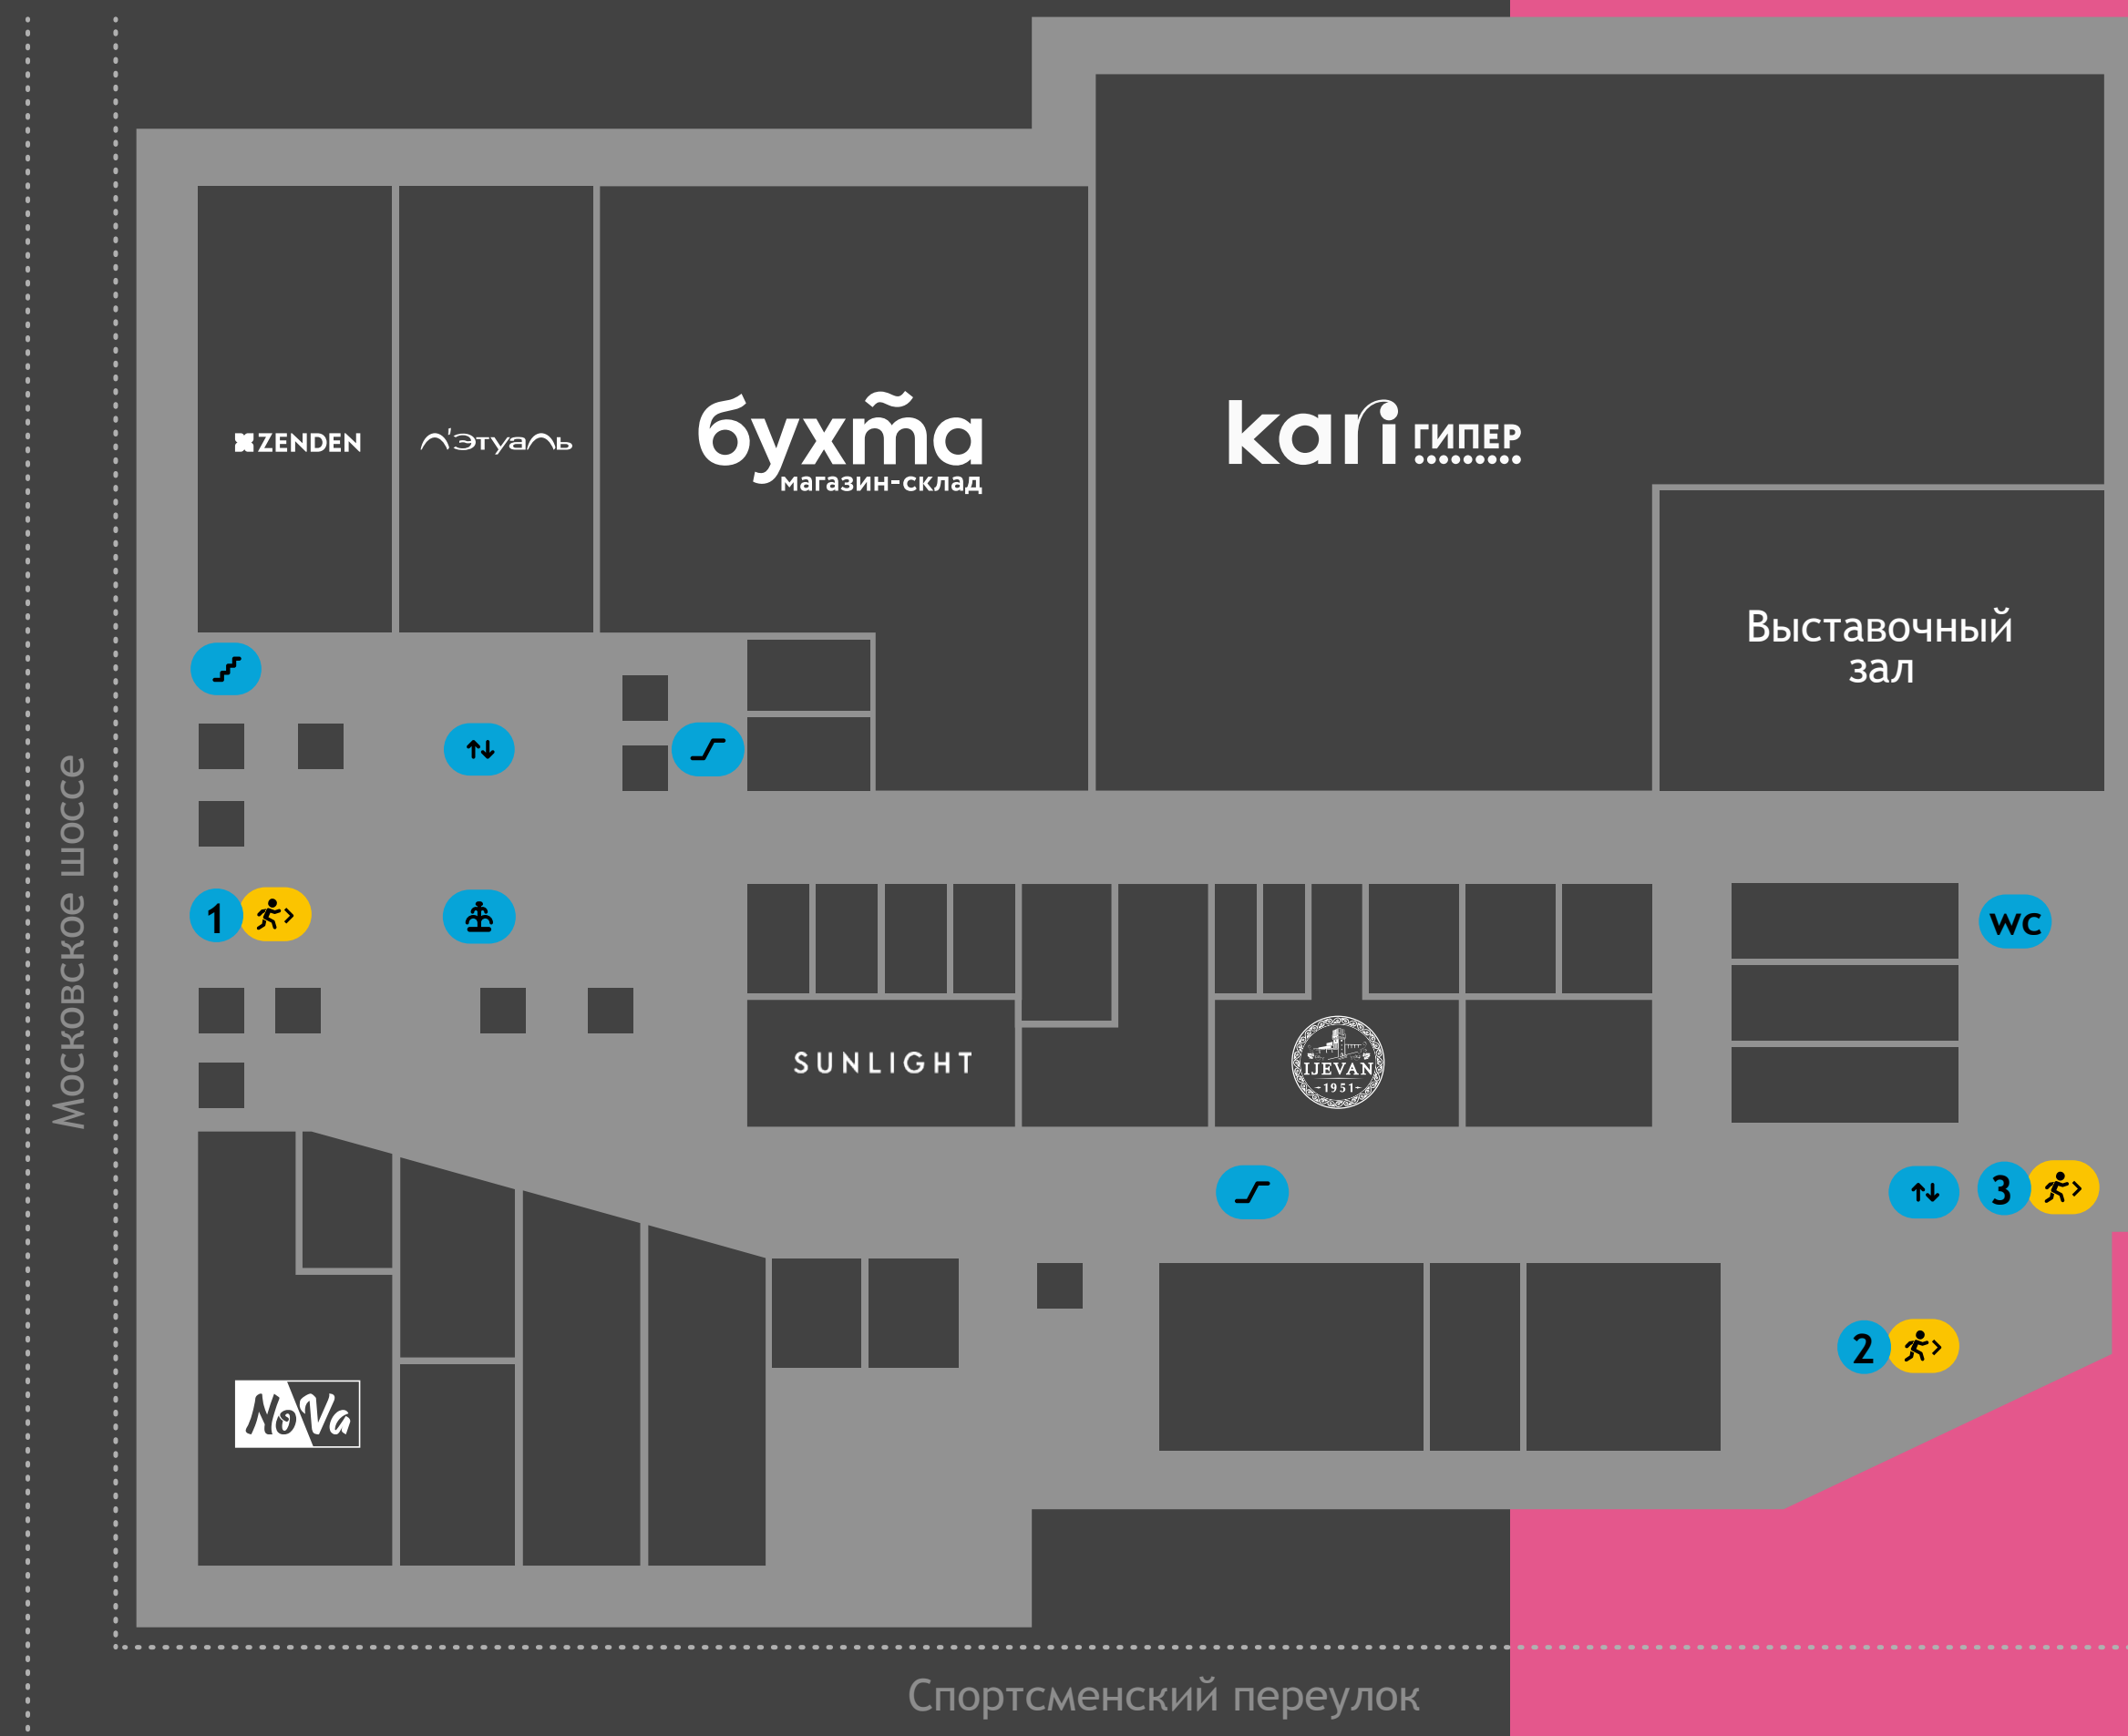 ZENDEN
л'этуаль
бухта
магазин-склад
kari ГИПЕР
Выставочный
зал
Московское шоссе
1
wc
SUNLIGHT
IJEVAN
1951
3
2
NoVa
Спортсменский переулок